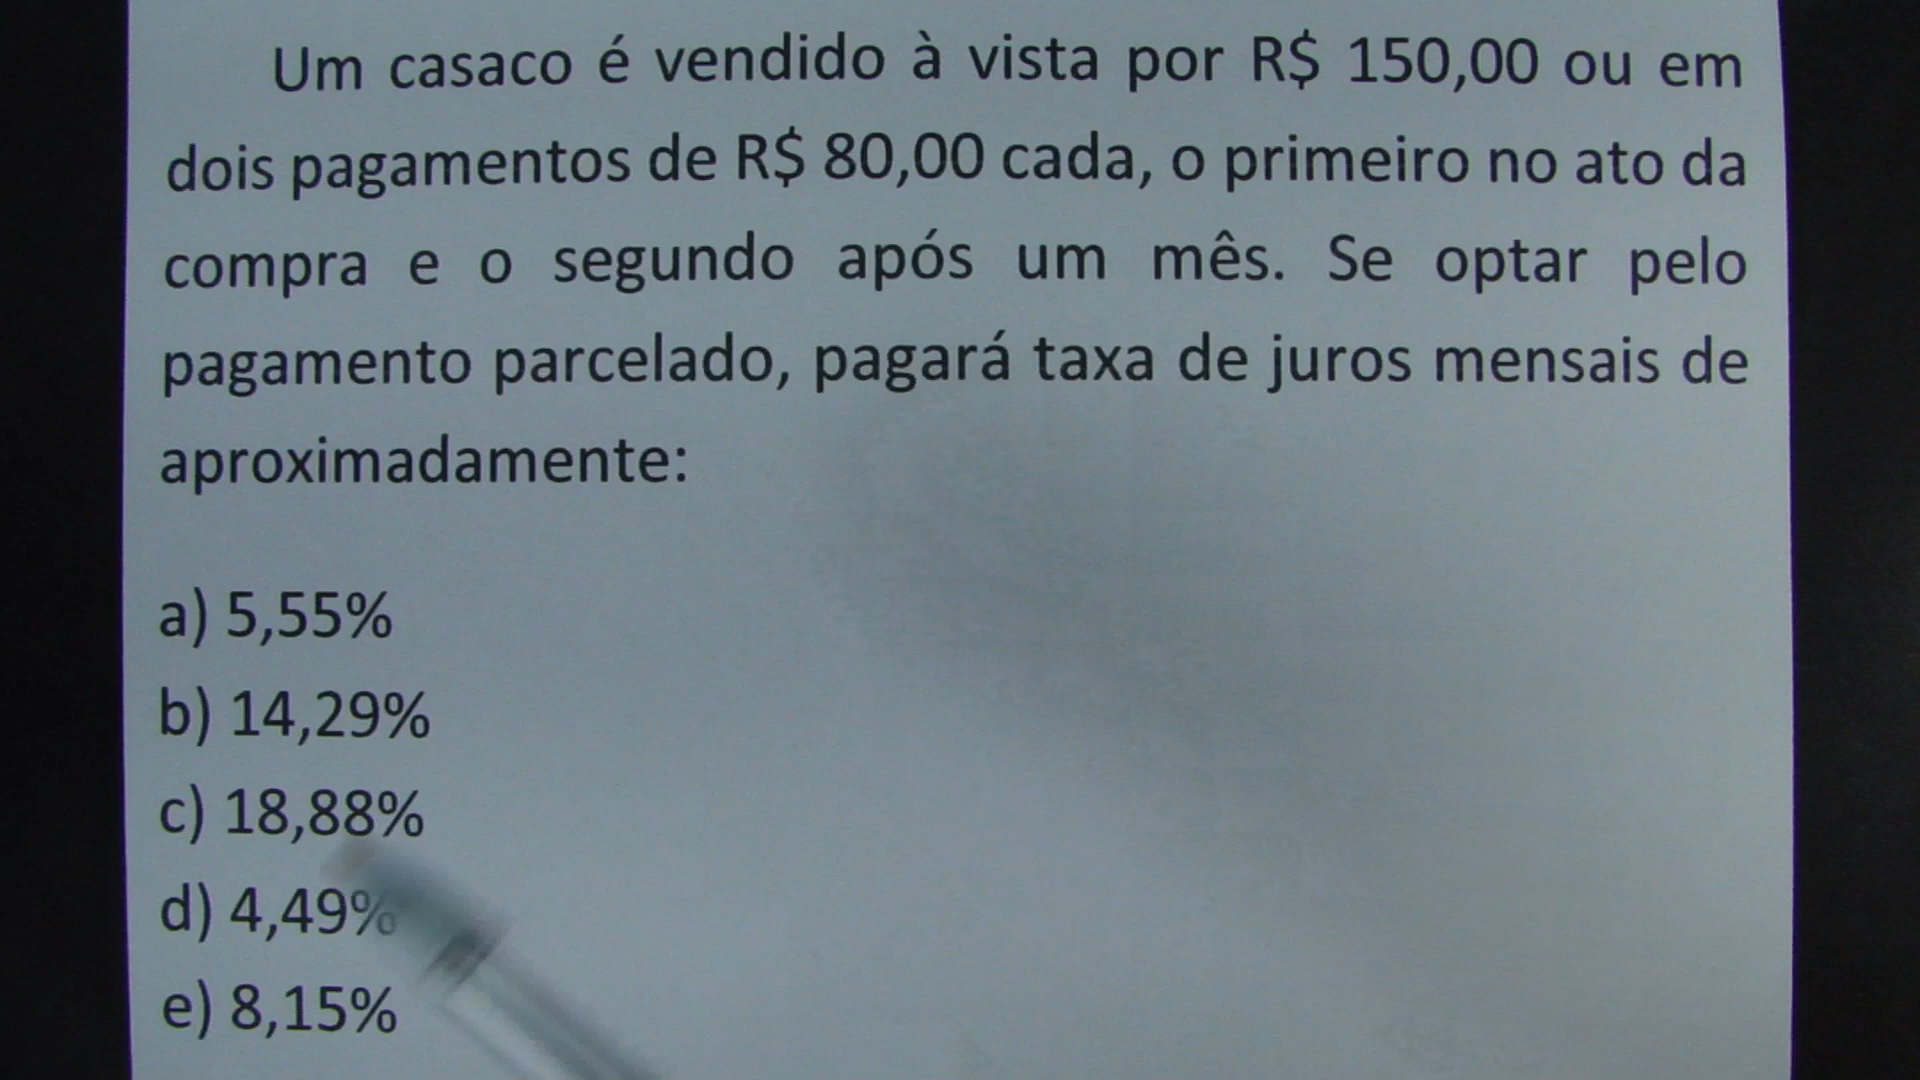 Um casaco é vendido à vista por R$ 150,00 ou em
dois pagamentos de R$ 80,00 cada, o primeiro no ato da
compra e o segundo após um mês. Se optar pelo
pagamento parcelado, pagará taxa de juros mensais de
aproximadamente:
a) 5,55%
b) 14,29%
c) 18,88%
d) 4,49%
e) 8,15%